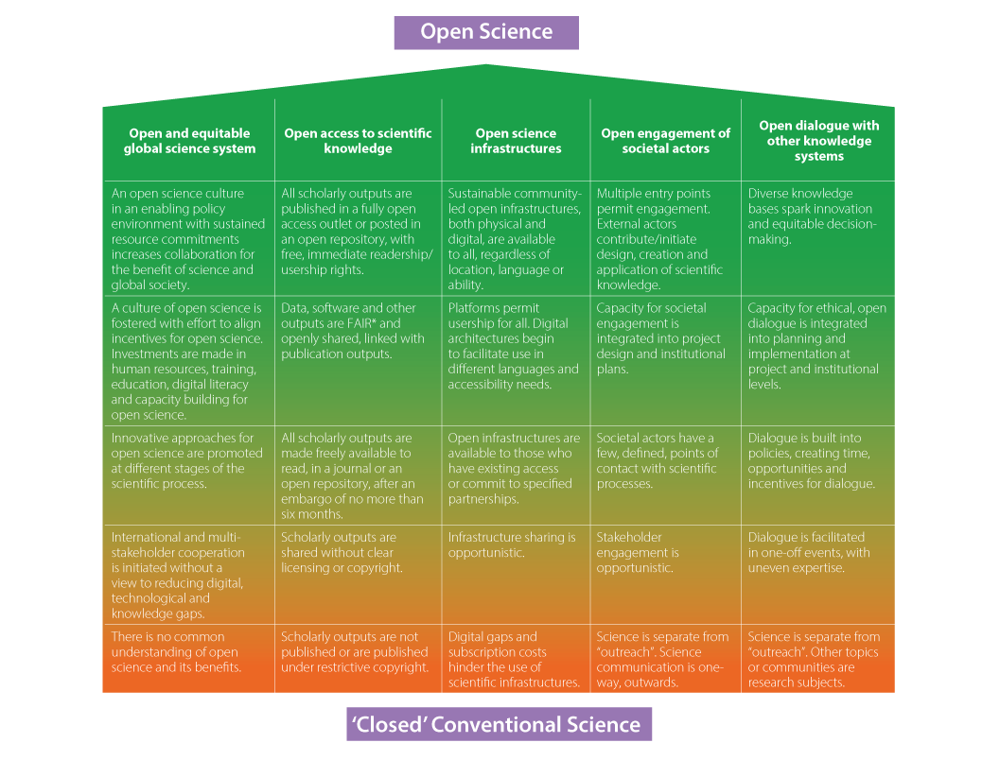 Open Science
Open and equitable
global science system
Open access to scientific
knowledge
Open science
infrastructures
Open engagement of
societal actors
Open dialogue with
other knowledge
systems
An open science culture
in an enabling policy
environment with sustained
resource commitments
increases collaboration for
the benefit of science and
global society.
All scholarly outputs are
published in a fully open
access outlet or posted in
an open repository, with
free, immediate readership/
usership rights.
Sustainable community-
led open infrastructures,
both physical and
digital, are available
to all, regardless of
location, language or
ability.
Multiple entry points
permit engagement.
External actors
contribute/initiate
design, creation and
application of scientific
knowledge.
Diverse knowledge
bases spark innovation
and equitable decision-
making.
A culture of open science is
fostered with effort to align
incentives for open science.
Investments are made in
human resources, training,
education, digital literacy
and capacity building for
open science.
Data, software and other
outputs are FAIR* and
openly shared, linked with
publication outputs.
Platforms permit
usership for all. Digital
architectures begin
to facilitate use in
different languages and
accessibility needs.
Capacity for societal
engagement is
integrated into project
design and institutional
plans.
Capacity for ethical, open
dialogue is integrated
into planning and
implementation at
project and institutional
levels.
Innovative approaches for
open science are promoted
at different stages of the
scientific process.
All scholarly outputs are
made freely available to
read, in a journal or an
open repository, after an
embargo of no more than
six months.
Open infrastructures are
available to those who
have existing access
or commit to specified
partnerships.
Societal actors have a
few, defined, points of
contact with scientific
processes.
Dialogue is built into
policies, creating time,
opportunities and
incentives for dialogue.
International and multi-
stakeholder cooperation
is initiated without a
view to reducing digital,
technological and
knowledge gaps.
Scholarly outputs are
shared without clear
licensing or copyright.
Infrastructure sharing is
opportunistic.
Stakeholder
engagement is
opportunistic.
Dialogue is facilitated
in one-off events, with
uneven expertise.
There is no common
understanding of open
science and its benefits.
Scholarly outputs are not
published or are published
under restrictive copyright.
Digital gaps and
subscription costs
hinder the use of
scientific infrastructures.
Science is separate from
“outreach”. Science
communication is one-
way, outwards.
Science is separate from
“outreach”. Other topics
or communities are
research subjects.
‘Closed’ Conventional Science